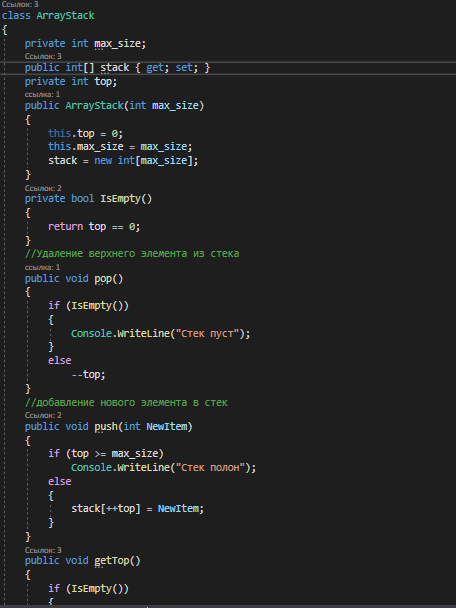 Ссылок: 3
class ArrayStack
{
private int max_size;
Ссылок: 3
public int[] stack { get; set; }
private int top;
ссылка: 1
public ArrayStack(int max_size)
{
this.top = 0;
this.max_size = max_size;
stack = new int[max_size];
}
Ссылок: 2
private bool IsEmpty()
{
return top == 0;
}
//Удаление верхнего элемента из стека
ссылка: 1
public void pop()
{
if (IsEmpty())
{
Console.WriteLine("Стек пуст");
}
else
--top;
}
//добавление нового элемента в стек
Ссылок: 2
public void push(int NewItem)
{
if (top >= max_size)
Console.WriteLine("Стек полон");
else
{
stack[++top] = NewItem;
}
}
Ссылок: 3
public void getTop()
{
if (IsEmpty())
{